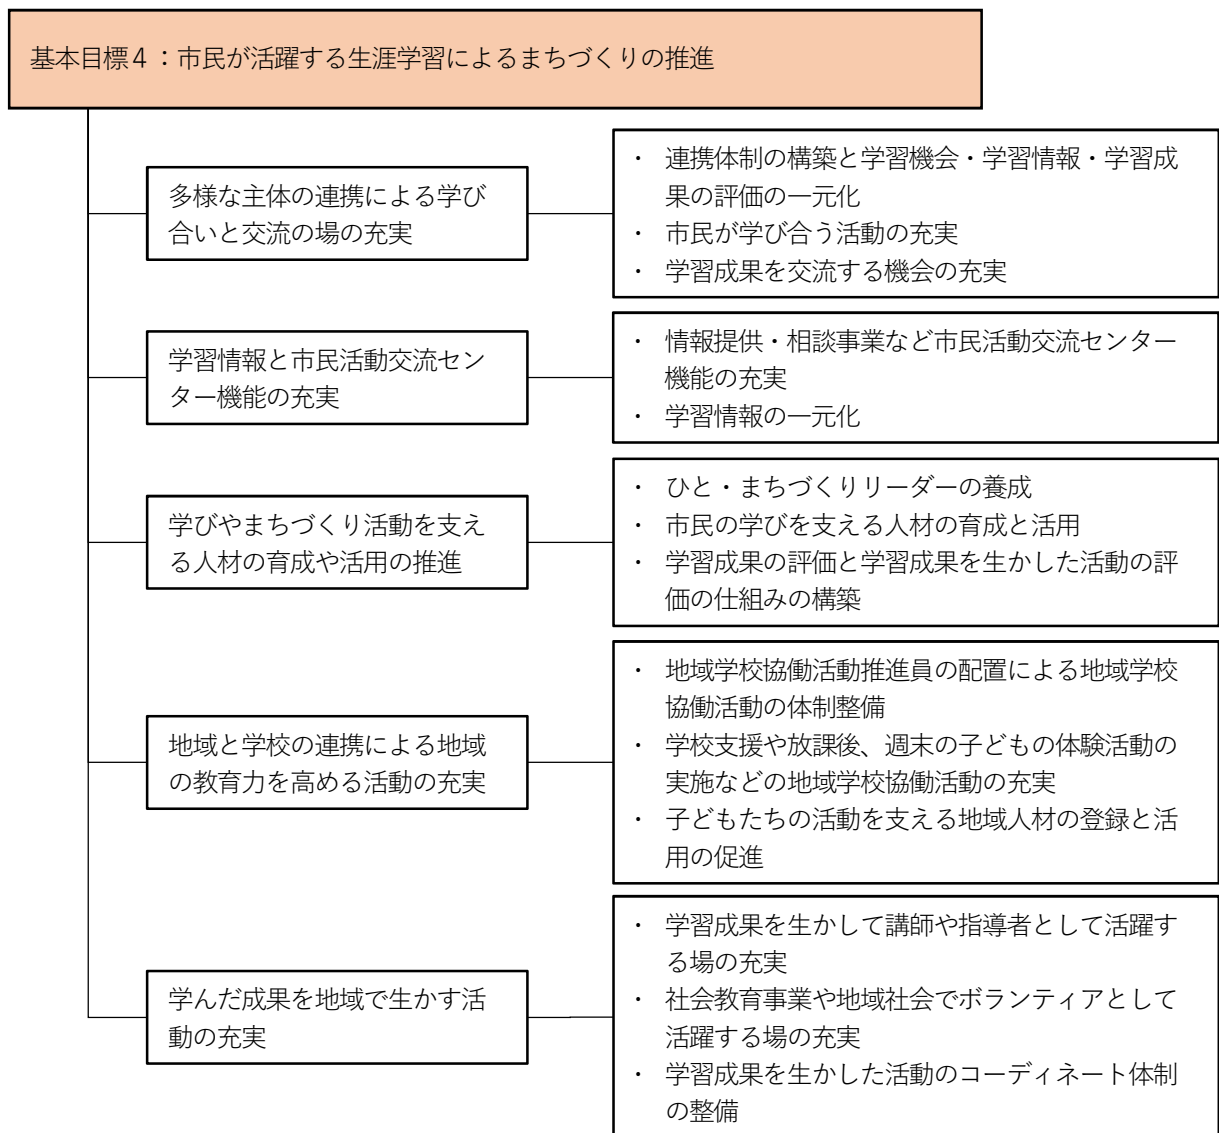 基本目標4：市民が活躍する生涯学習によるまちづくりの推進
多様な主体の連携による学び
合いと交流の場の充実
・ 連携体制の構築と学習機会・学習情報・学習成
果の評価の一元化
・ 市民が学び合う活動の充実
・ 学習成果を交流する機会の充実
学習情報と市民活動交流セン
ター機能の充実
・ 情報提供・相談事業など市民活動交流センター
機能の充実
・ 学習情報の一元化
学びやまちづくり活動を支え
る人材の育成や活用の推進
・ ひと・まちづくりリーダーの養成
・ 市民の学びを支える人材の育成と活用
・ 学習成果の評価と学習成果を生かした活動の評
価の仕組みの構築
地域と学校の連携による地域
の教育力を高める活動の充実
・ 地域学校協働活動推進員の配置による地域学校
協働活動の体制整備
・ 学校支援や放課後、週末の子どもの体験活動の
実施などの地域学校協働活動の充実
・ 子どもたちの活動を支える地域人材の登録と活
用の促進
学んだ成果を地域で生かす活
動の充実
・ 学習成果を生かして講師や指導者として活躍す
る場の充実
・ 社会教育事業や地域社会でボランティアとして
活躍する場の充実
・ 学習成果を生かした活動のコーディネート体制
の整備